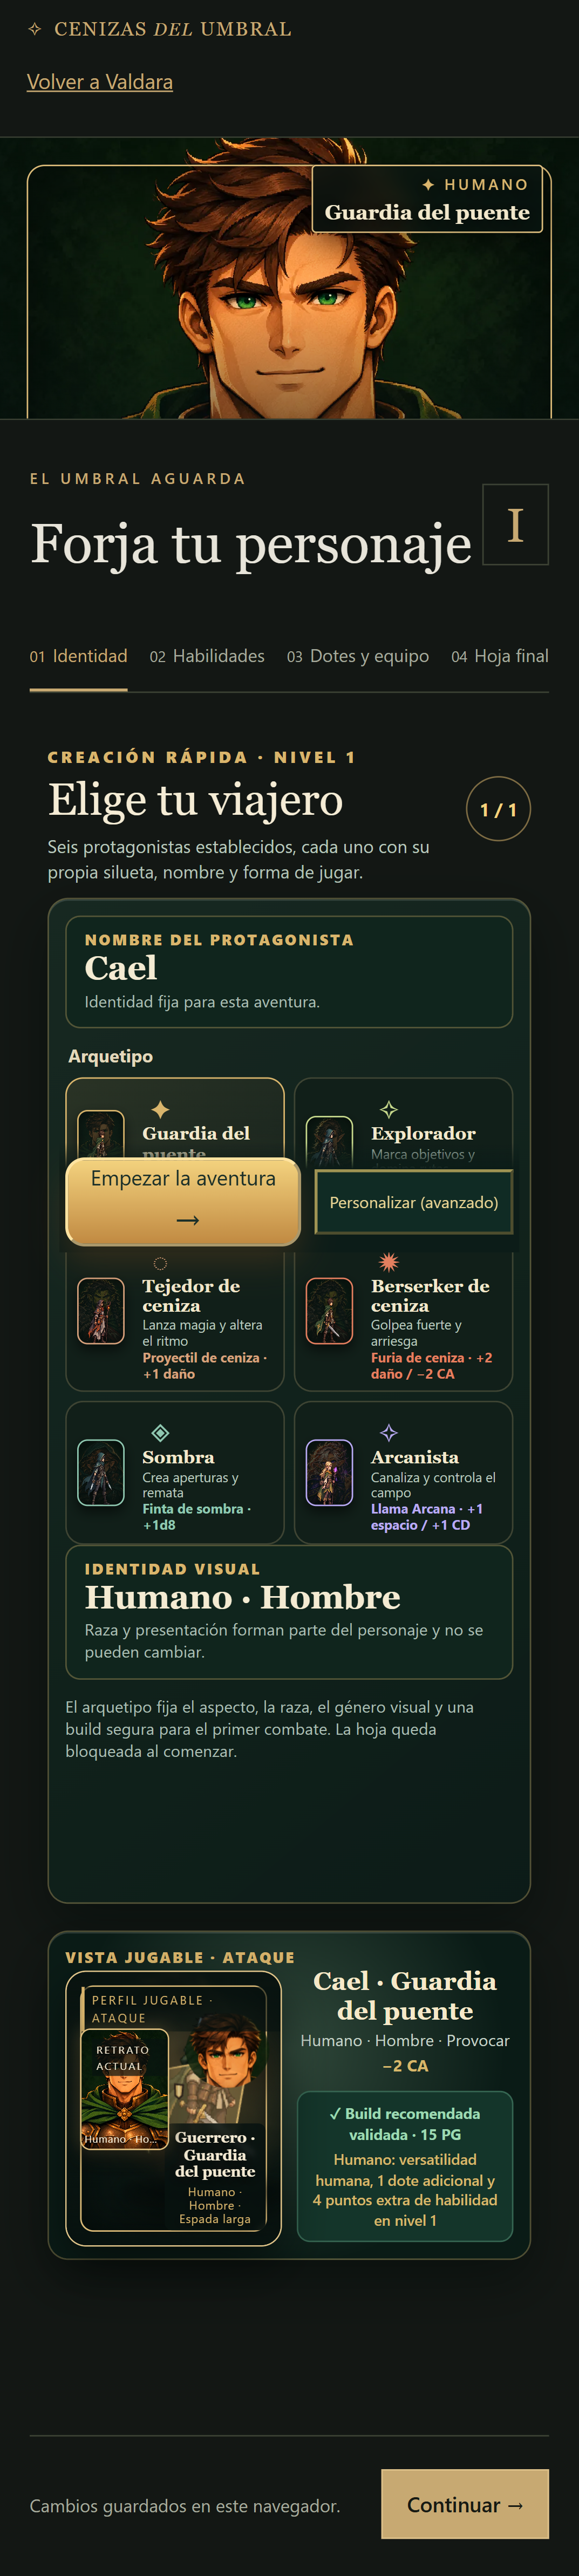 ✧ CENIZAS DEL UMBRAL
Volver a Valdara
✦ HUMANO
Guardia del puente
EL UMBRAL AGUARDA
Forja tu personaje
I
01 Identidad
02 Habilidades
03 Dotes y equipo
04 Hoja final
CREACIÓN RÁPIDA · NIVEL 1
Elige tu viajero
1 / 1
Seis protagonistas establecidos, cada uno con su
propia silueta, nombre y forma de jugar.
NOMBRE DEL PROTAGONISTA
Cael
Identidad fija para esta aventura.
Arquetipo
Guardia del
puente
Explorador
Marca objetivos y
Empezar la aventura
→
Personalizar (avanzado)
Tejedor de
ceniza
Lanza magia y altera
el ritmo
Proyectil de ceniza ·
+1 daño
Berserker de
ceniza
Golpea fuerte y
arriesga
Furia de ceniza · +2
daño / −2 CA
Sombra
Crea aperturas y
remata
Finta de sombra ·
+1d8
Arcanista
Canaliza y controla el
campo
Llama Arcana · +1
espacio / +1 CD
IDENTIDAD VISUAL
Humano · Hombre
Raza y presentación forman parte del personaje y no se
pueden cambiar.
El arquetipo fija el aspecto, la raza, el género visual y una
build segura para el primer combate. La hoja queda
bloqueada al comenzar.
VISTA JUGABLE · ATAQUE
PERFIL JUGABLE ·
ATAQUE
RETRATO
ACTUAL
Humano · Ho...
Guerrero ·
Guardia
del puente
Humano ·
Hombre ·
Espada larga
Cael · Guardia
del puente
Humano · Hombre · Provocar
−2 CA
✓ Build recomendada
validada · 15 PG
Humano: versatilidad
humana, 1 dote adicional y
4 puntos extra de habilidad
en nivel 1
Cambios guardados en este navegador.
Continuar →